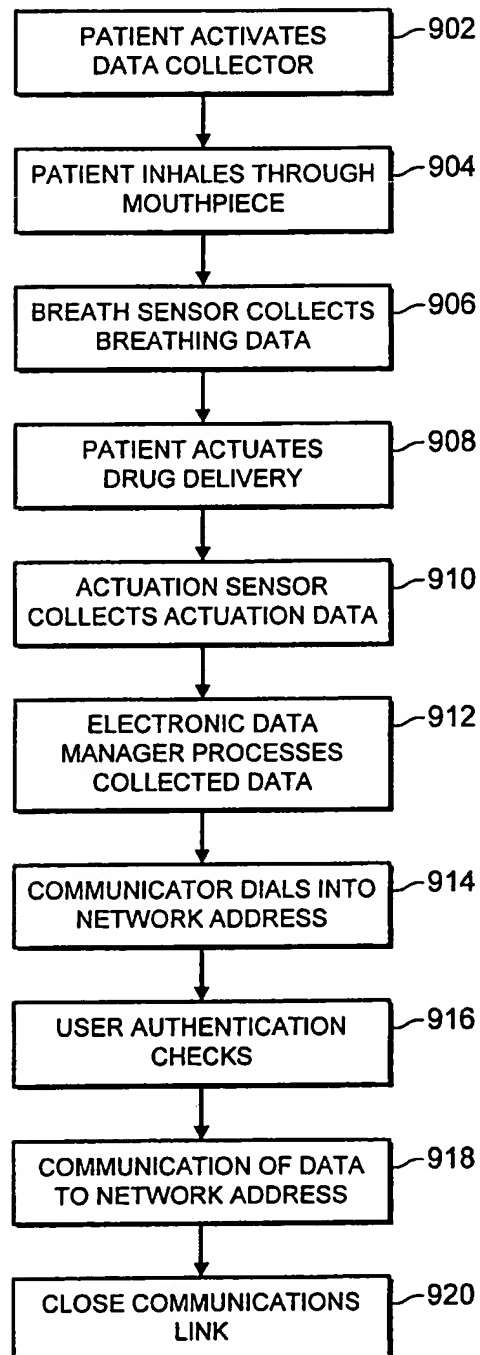 PATIENT ACTIVATES
DATA COLLECTOR
902
PATIENT INHALES THROUGH
MOUTHPIECE
904
BREATH SENSOR COLLECTS
BREATHING DATA
906
PATIENT ACTUATES
DRUG DELIVERY
908
ACTUATION SENSOR
COLLECTS ACTUATION DATA
910
ELECTRONIC DATA
MANAGER PROCESSES
COLLECTED DATA
912
COMMUNICATOR DIALS INTO
NETWORK ADDRESS
914
USER AUTHENTICATION
CHECKS
916
COMMUNICATION OF DATA
TO NETWORK ADDRESS
918
CLOSE COMMUNICATIONS
LINK
920